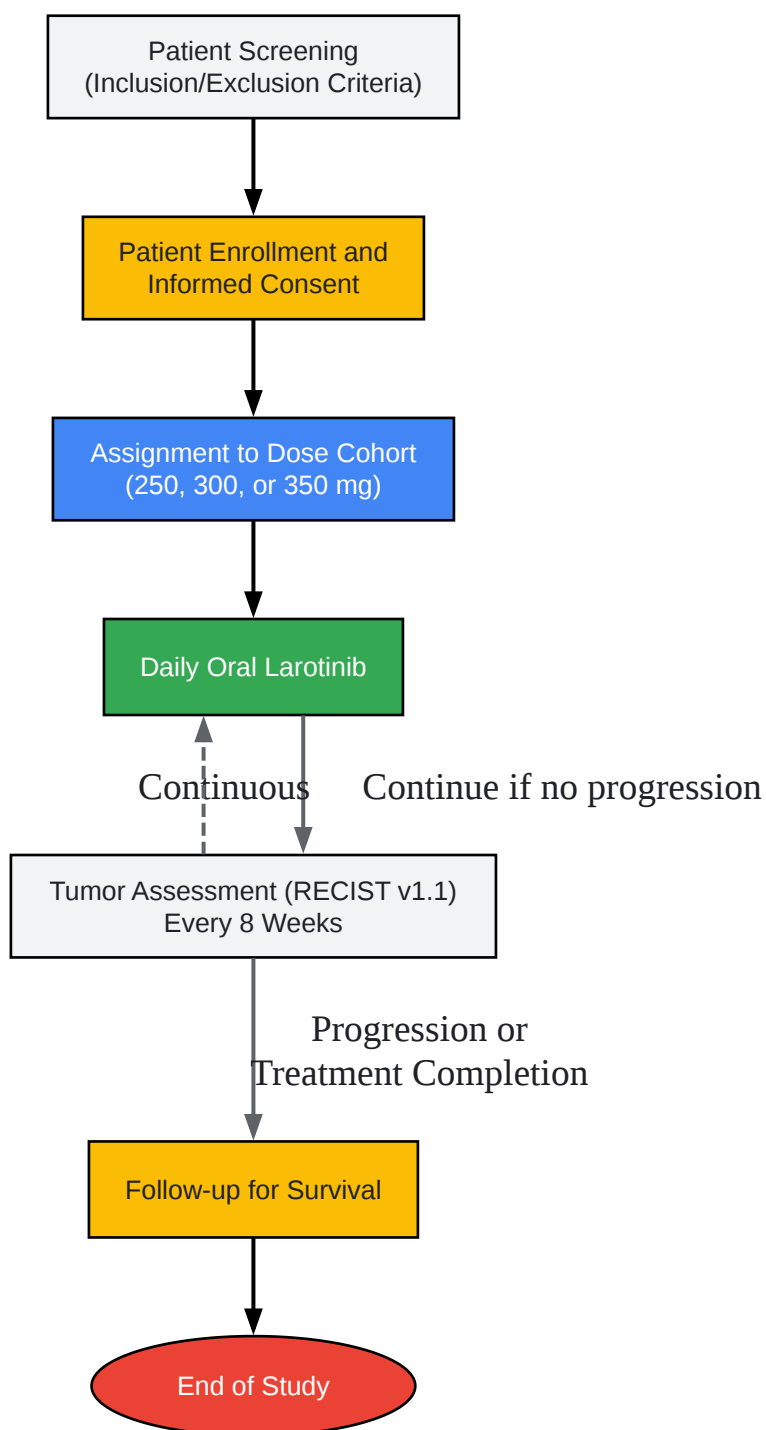 Patient Screening
(Inclusion/Exclusion Criteria)
Patient Enrollment and
Informed Consent
Assignment to Dose Cohort
(250, 300, or 350 mg)
Daily Oral Larotinib
Continuous
Continue if no progression
Tumor Assessment (RECIST v1.1)
Every 8 Weeks
Progression or
Treatment Completion
Follow-up for Survival
End of Study